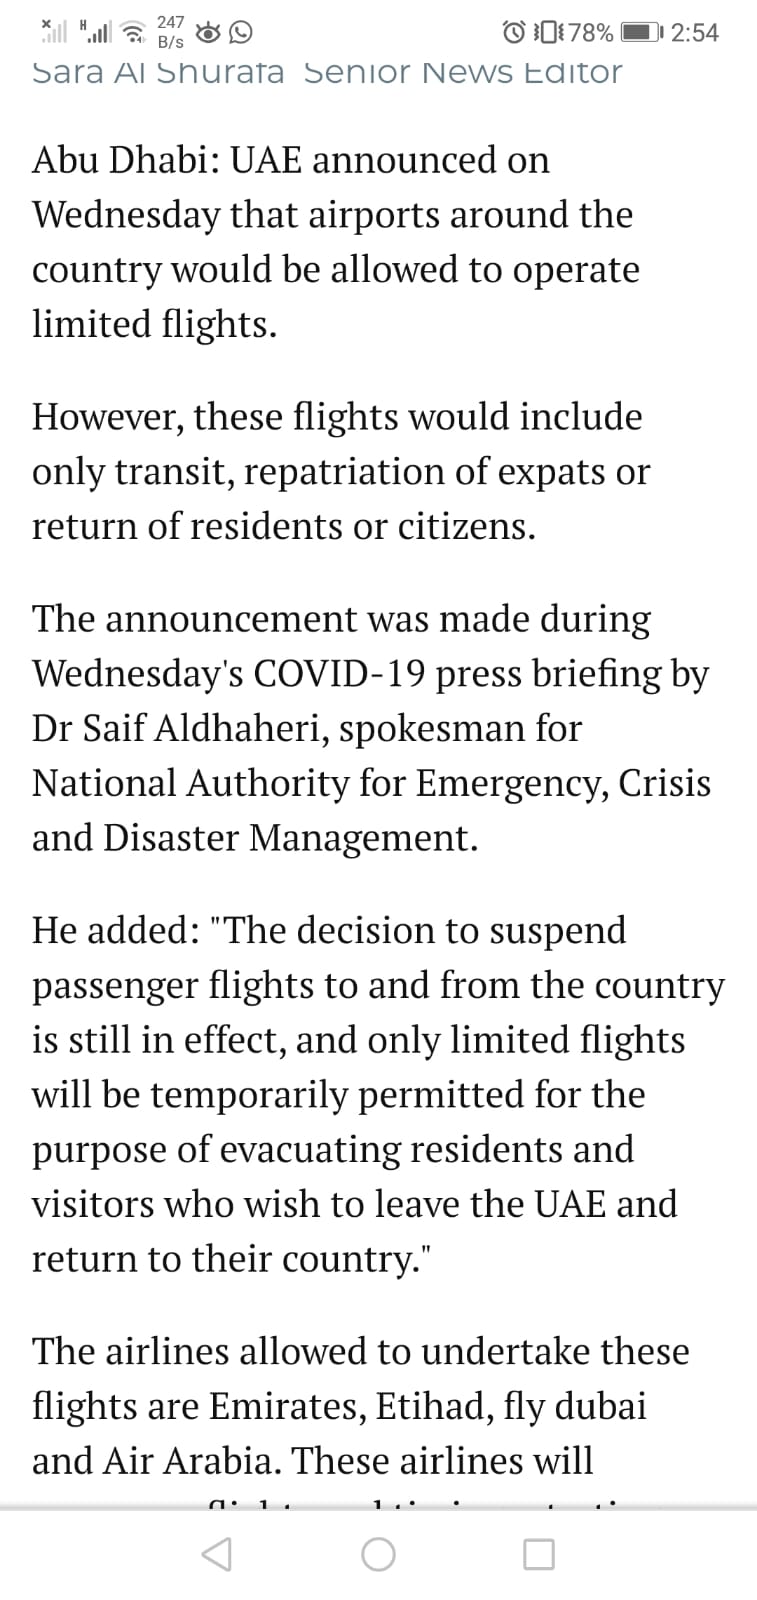 247
B/s
78%
2:54
Sara Al Shurafa Senior News Editor
Abu Dhabi: UAE announced on
Wednesday that airports around the
country would be allowed to operate
limited flights.
However, these flights would include
only transit, repatriation of expats or
return of residents or citizens.
The announcement was made during
Wednesday's COVID-19 press briefing by
Dr Saif Aldhaheri, spokesman for
National Authority for Emergency, Crisis
and Disaster Management.
He added: "The decision to suspend
passenger flights to and from the country
is still in effect, and only limited flights
will be temporarily permitted for the
purpose of evacuating residents and
visitors who wish to leave the UAE and
return to their country."
The airlines allowed to undertake these
flights are Emirates, Etihad, fly dubai
and Air Arabia. These airlines will